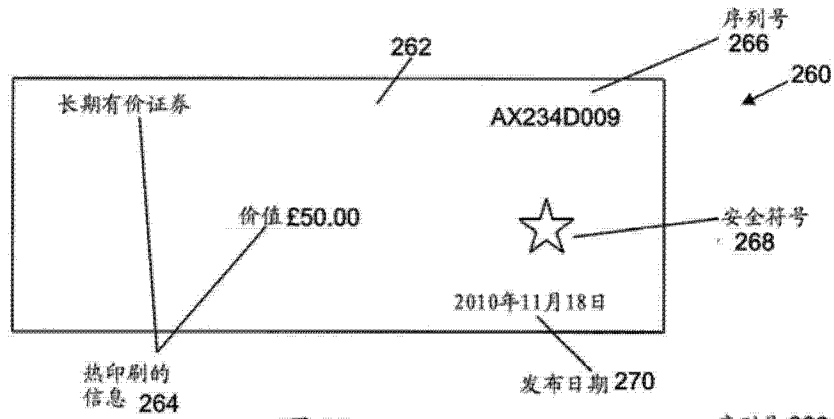 序列号
266
262
260
长期有价证券
AX234D009
价值£50.00
安全符号
268
2010年11月18日
热印刷的
信息 264
发布日期 270